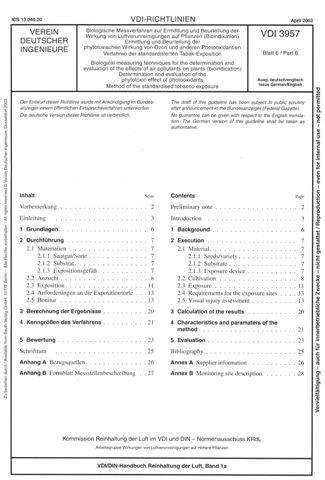 ICS 13.040.20
VDI-RICHTLINIEN
April 2003
VEREIN
DEUTSCHER
INGENIEURE
Biologische Messverfahren zur Ermittlung und Beurteilung der
Wirkung von Luftverunreinigungen auf Pflanzen (Bioindikation)
Ermittlung und Beurteilung der
phytotoxischen Wirkung von Ozon und anderen Photooxidantien
Verfahren der standardisierten Tabak-Exposition
Biological measuring techniques for the determination and
evaluation of the effects of air pollutants on plants (bioindication)
Determination and evaluation of the
phytotoxic effect of photooxidants
Method of the standardised tobacco exposure
VDI 3957
Blatt 6 / Part 6
Ausg. deutsch/englisch
Issue German/English
Der Entwurf dieser Richtlinie wurde mit Ankündigung im Bundes-
anzeiger einem öffentlichen Einspruchsverfahren unterworfen.
Die deutsche Version dieser Richtlinie ist verbindlich.
The draft of this guideline has been subject to public scrutiny
after announcement in the Bundesanzeiger (Federal Gazette).
No guarantee can be given with respect to the English transla-
tion. The German version of this guideline shall be taken as
authoritative.
Inhalt Seite
Vorbemerkung 2
Einleitung 3
1 Grundlagen 6
2 Durchführung 7
2.1 Materialien 7
2.1.1 Saatgut/Sorte 7
2.1.2 Substrat 7
2.1.3 Expositionsgefäß 7
2.2 Anzucht 8
2.3 Exposition 11
2.4 Anforderungen an die Expositionsorte 13
2.5 Bonitur 13
3 Berechnung der Ergebnisse 20
4 Kenngrößen des Verfahrens 21
5 Bewertung 23
Schrifttum 25
Anhang A Bezugsquellen 26
Anhang B Formblatt Messstellenbeschreibung 27
Contents Page
Preliminary note 2
Introduction 3
1 Background 6
2 Execution 7
2.1 Material 7
2.1.1 Seeds/variety 7
2.1.2 Substrate 7
2.1.3 Exposure device 7
2.2 Cultivation 8
2.3 Exposure 11
2.4 Requirements for the exposure sites 13
2.5 Visual injury assessment 13
3 Calculation of the results 20
4 Characteristics and paramaters of the
method 21
5 Evaluation 23
Bibliography 25
Annex A Supplier information 26
Annex B Monitoring site description 28
Kommission Reinhaltung der Luft im VDI und DIN – Normenausschuss KRdL
Arbeitsgruppe Wirkungen von Luftverunreinigungen auf Höhere Pflanzen
VDI/DIN-Handbuch Reinhaltung der Luft, Band 1a
Zu beziehen durch / Available from Beuth Verlag GmbH, 10772 Berlin – Alle Rechte vorbehalten / All rights reserved © Verein Deutscher Ingenieure, Düsseldorf 2003
Vervielfältigung – auch für innerbetriebliche Zwecke – nicht gestattet / Reproduction – even for internal use – not permitted